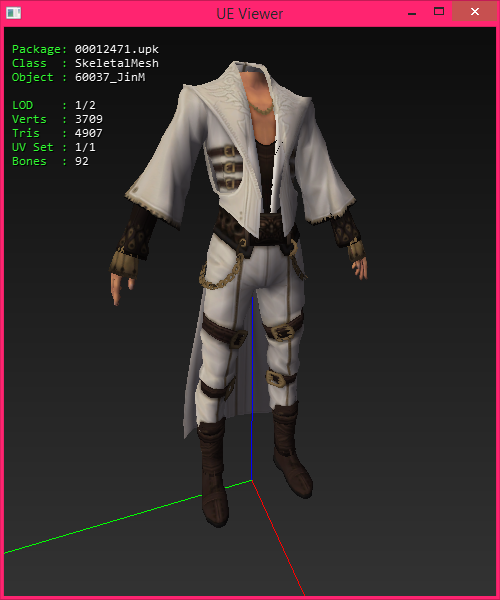 UE Viewer
Package: 00012471.upk
Class  : SkeletalMesh
Object : 60037_JinM
LOD    : 1/2
Verts  : 3709
Tris   : 4907
UV Set : 1/1
Bones  : 92